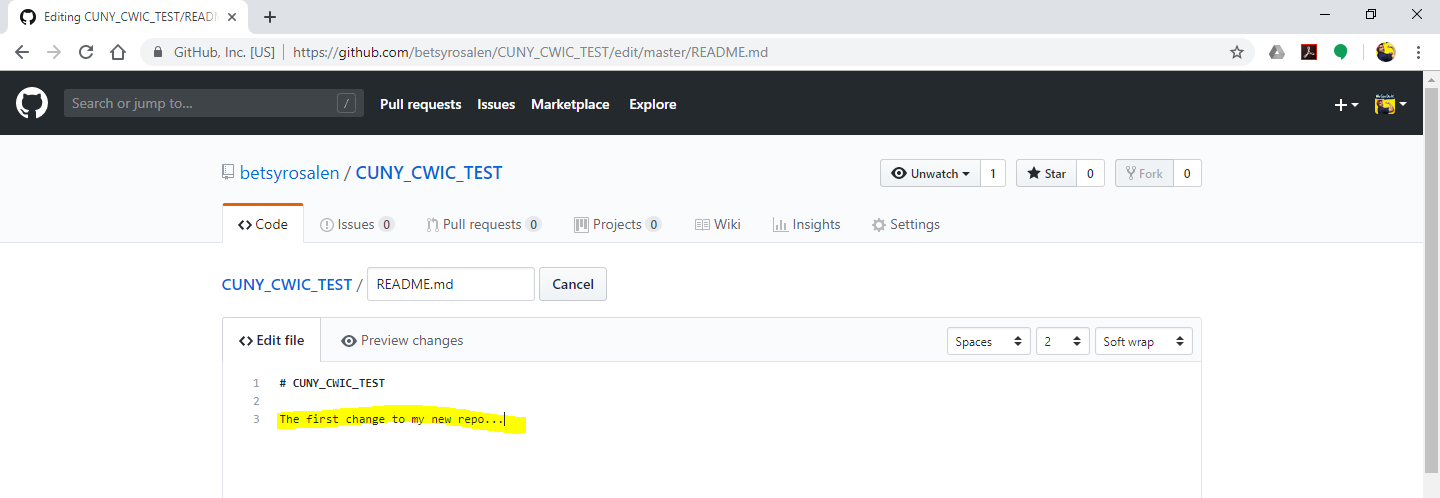 Editing CUNY_CWIC_TEST/READM
GitHub, Inc. [US] https://github.com/betsyrosalen/CUNY_CWIC_TEST/edit/master/README.md
Search or jump to... / Pull requests Issues Marketplace Explore
betsyrosalen / CUNY_CWIC_TEST Unwatch 1 Star 0 Fork 0
Code Issues 0 Pull requests 0 Projects 0 Wiki Insights Settings
CUNY_CWIC_TEST / README.md Cancel
Edit file Preview changes Spaces 2 Soft wrap
1 # CUNY_CWIC_TEST
2
3 The first change to my new repo...